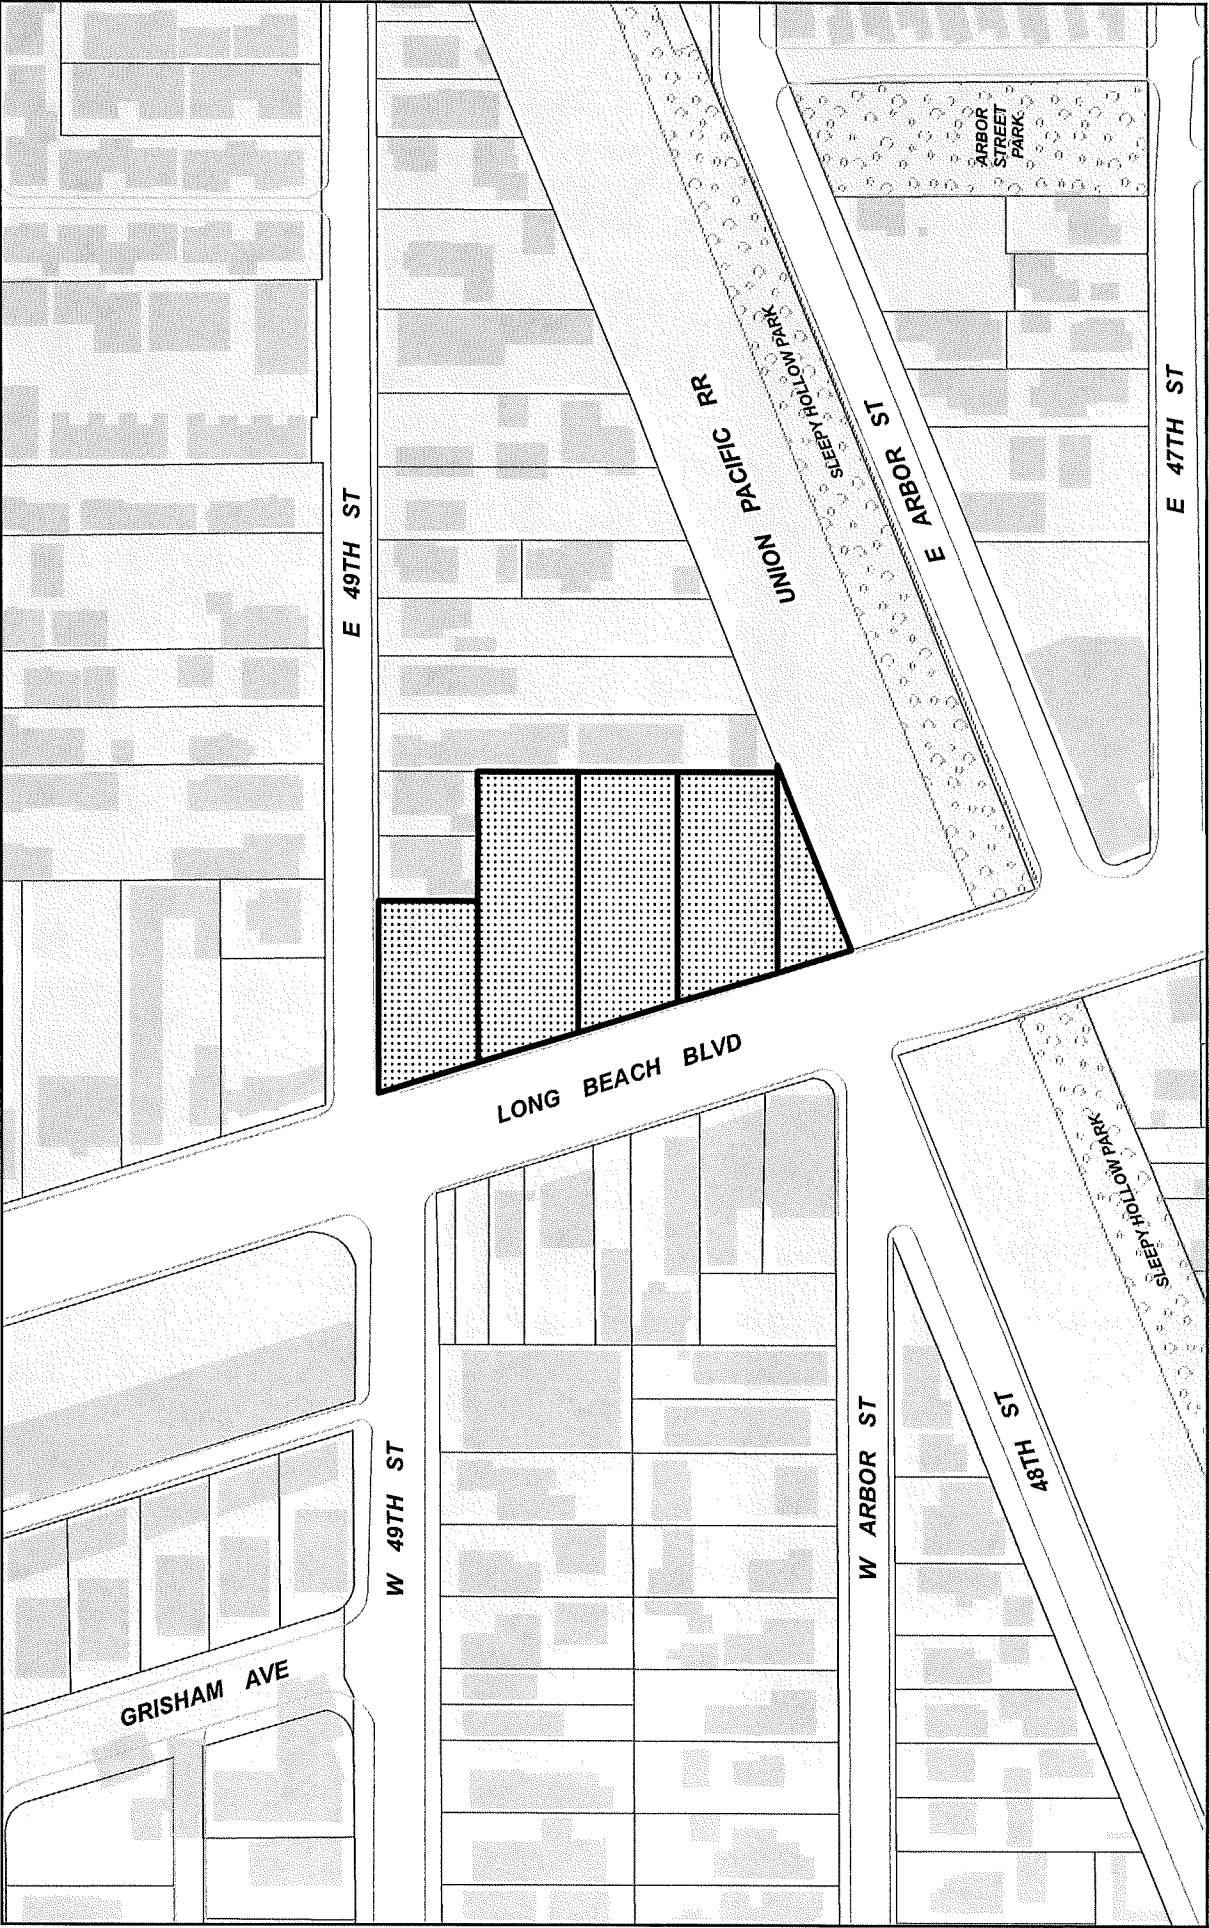 ARBOR
STREET
PARK
SLEEPY HOLLOW PARK
UNION PACIFIC RR
E ARBOR ST
E 47TH ST
E 49TH ST
LONG BEACH BLVD
SLEEPY HOLLOW PARK
W 49TH ST
W ARBOR ST
48TH ST
GRISHAM AVE